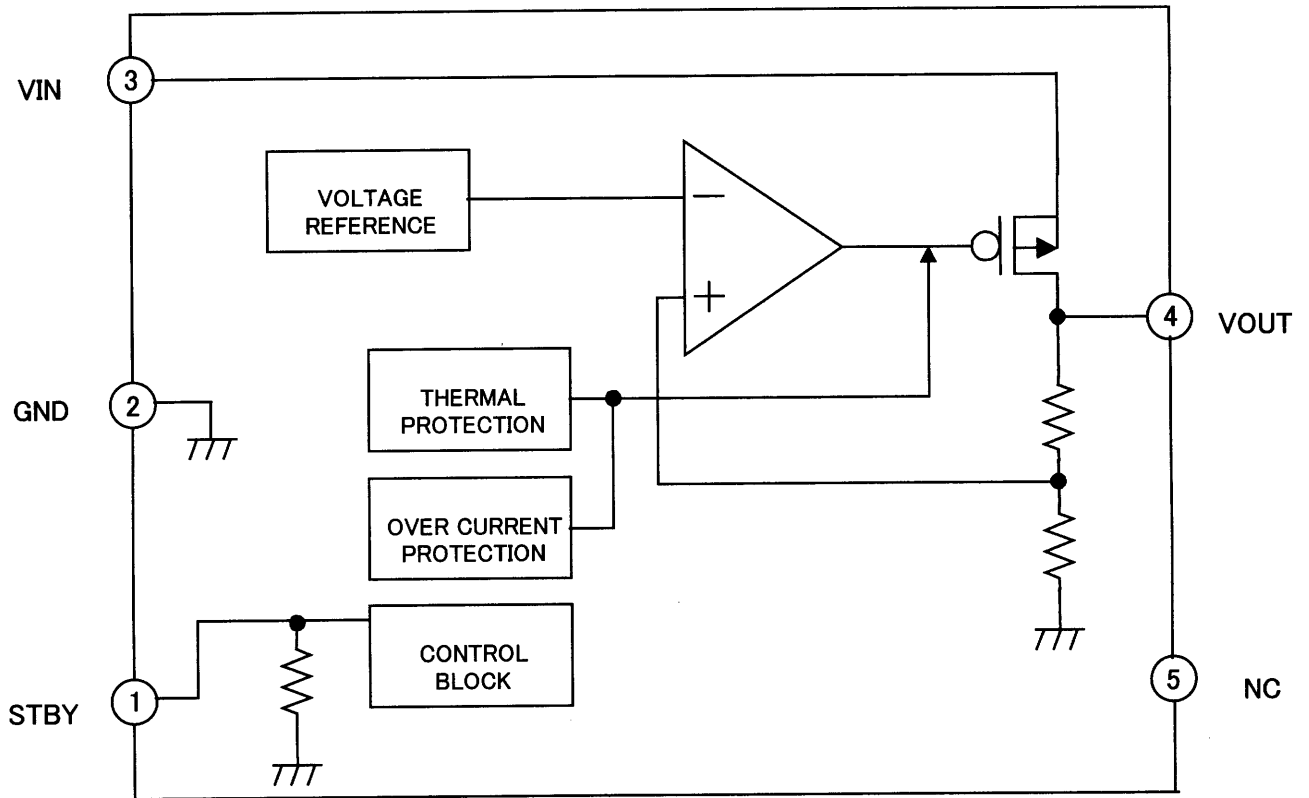 VIN
3
VOLTAGE
REFERENCE
−
+
4
VOUT
GND
2
THERMAL
PROTECTION
OVER CURRENT
PROTECTION
CONTROL
BLOCK
STBY
1
5
NC